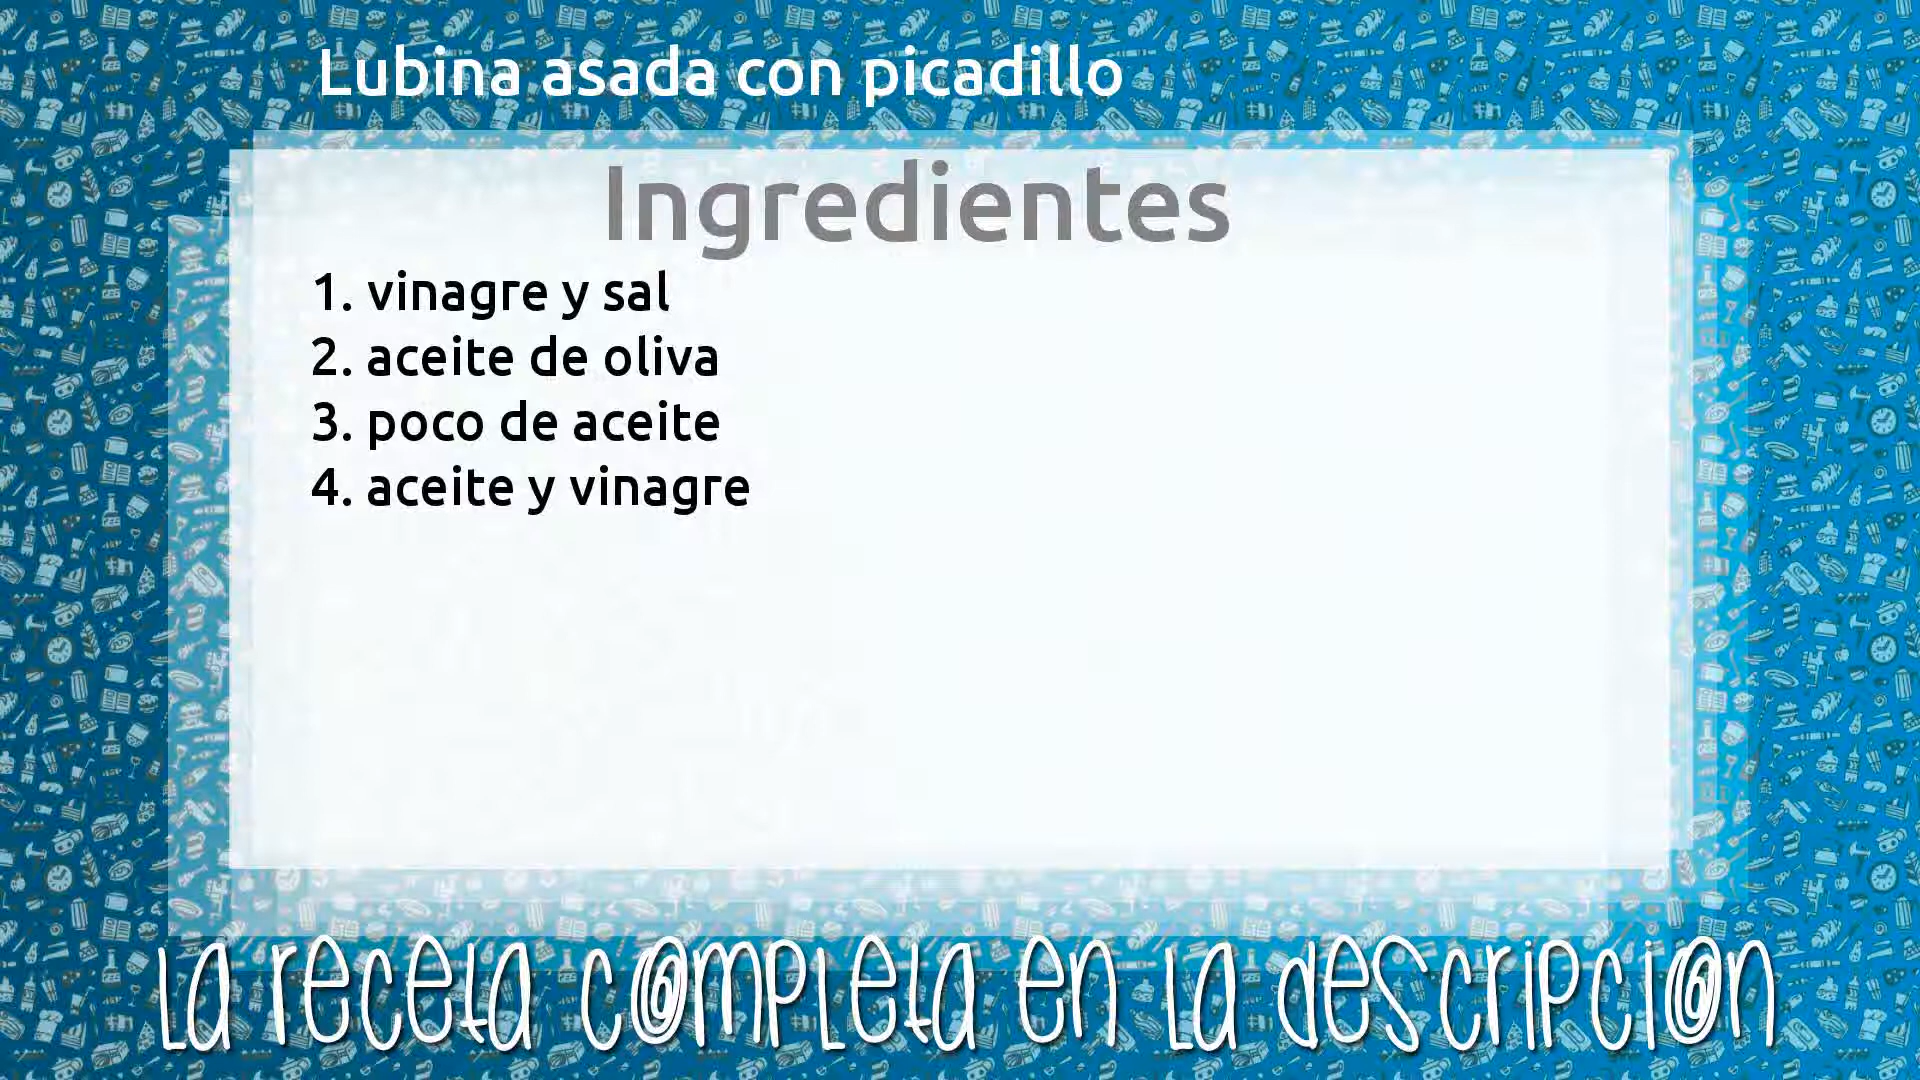 Lubina asada con picadillo
Ingredientes
1. vinagre y sal
2. aceite de oliva
3. poco de aceite
4. aceite y vinagre
La receta completa en la descripcion